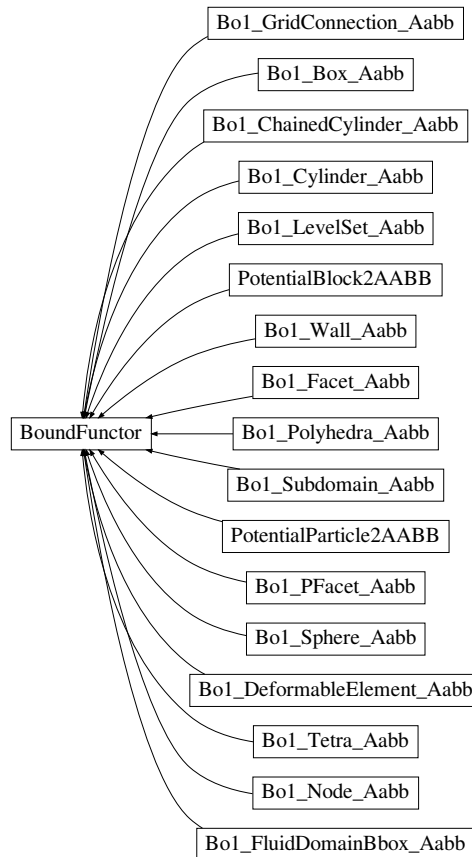 Bo1_GridConnection_Aabb
Bo1_Box_Aabb
Bo1_ChainedCylinder_Aabb
Bo1_Cylinder_Aabb
Bo1_LevelSet_Aabb
PotentialBlock2AABB
Bo1_Wall_Aabb
Bo1_Facet_Aabb
BoundFunctor
Bo1_Polyhedra_Aabb
Bo1_Subdomain_Aabb
PotentialParticle2AABB
Bo1_PFacet_Aabb
Bo1_Sphere_Aabb
Bo1_DeformableElement_Aabb
Bo1_Tetra_Aabb
Bo1_Node_Aabb
Bo1_FluidDomainBbox_Aabb